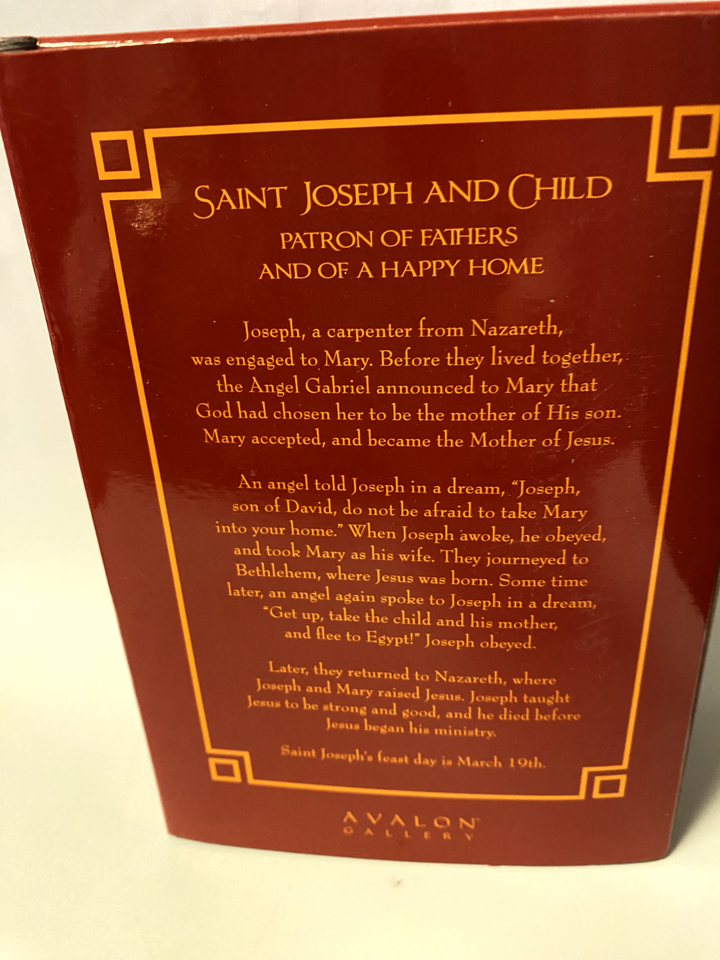 SAINT JOSEPH AND CHILD
PATRON OF FATHERS
AND OF A HAPPY HOME
Joseph, a carpenter from Nazareth,
was engaged to Mary. Before they lived together,
the Angel Gabriel announced to Mary that
God had chosen her to be the mother of His son.
Mary accepted, and became the Mother of Jesus.
An angel told Joseph in a dream, “Joseph,
son of David, do not be afraid to take Mary
into your home.” When Joseph awoke, he obeyed,
and took Mary as his wife. They journeyed to
Bethlehem, where Jesus was born. Some time
later, an angel again spoke to Joseph in a dream,
“Get up, take the child and his mother,
and flee to Egypt!” Joseph obeyed.
Later, they returned to Nazareth, where
Joseph and Mary raised Jesus. Joseph taught
Jesus to be strong and good, and he died before
Jesus began his ministry.
Saint Joseph's feast day is March 19th.
AVALON™
GALLERY